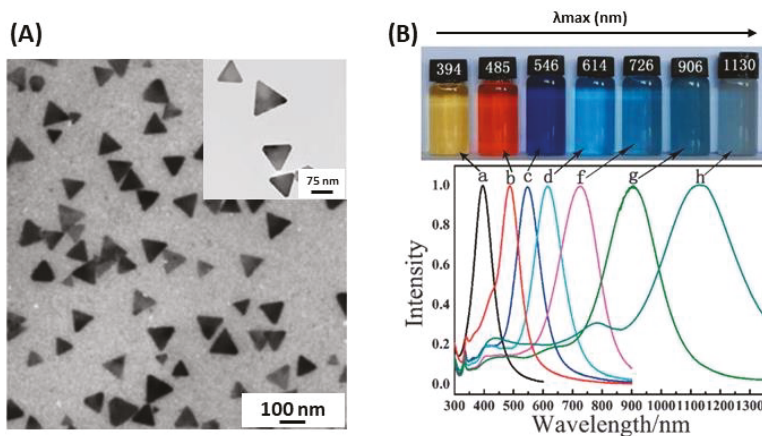 (A)
75 nm
100 nm
(B)
λmax (nm)
394 485 546 614 726 906 1130
a b c d f g h
1.0
0.8
0.6
0.4
0.2
0.0
Intensity
300 400 500 600 700 800 900 1000 1100 1200 1300
Wavelength/nm